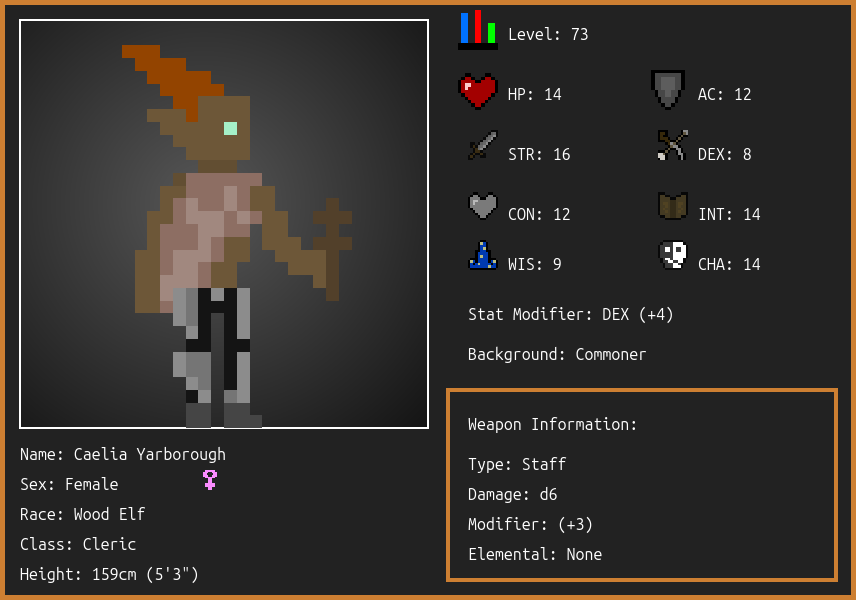 Level: 73
HP: 14
AC: 12
STR: 16
DEX: 8
CON: 12
INT: 14
WIS: 9
CHA: 14
Stat Modifier: DEX (+4)
Background: Commoner
Weapon Information:
Type: Staff
Damage: d6
Modifier: (+3)
Elemental: None
Name: Caelia Yarborough
Sex: Female
Race: Wood Elf
Class: Cleric
Height: 159cm (5'3")